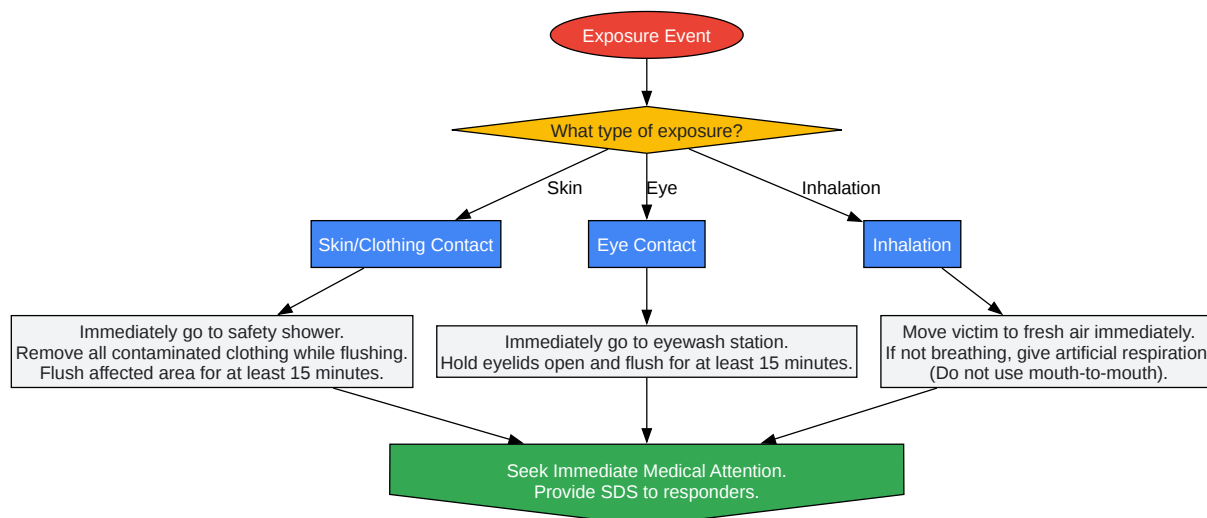 Exposure Event
What type of exposure?
Skin
Eye
Inhalation
Skin/Clothing Contact
Eye Contact
Inhalation
Immediately go to safety shower.
Remove all contaminated clothing while flushing.
Flush affected area for at least 15 minutes.
Immediately go to eyewash station.
Hold eyelids open and flush for at least 15 minutes.
Move victim to fresh air immediately.
If not breathing, give artificial respiration
(Do not use mouth-to-mouth).
Seek Immediate Medical Attention.
Provide SDS to responders.